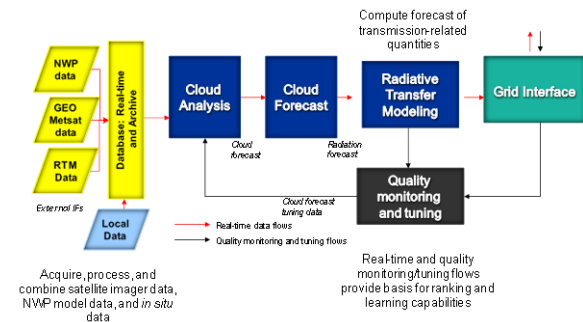 Compute forecast of
transmission-related
quantities
NWP
data
GEO
Metsat
data
RTM
Data
Database: Real-time
and Archive
Cloud
Analysis
Cloud
Forecast
Radiative
Transfer
Modeling
Grid Interface
Cloud
forecast
Radiation
forecast
Cloud forecast
tuning data
Quality
monitoring
and tuning
External IFs
Local
Data
Real-time data flows
Quality monitoring and tuning flows
Acquire, process, and
combine satellite imager data,
NWP model data, and in situ
data
Real-time and quality
monitoring/tuning flows
provide basis for ranking and
learning capabilities